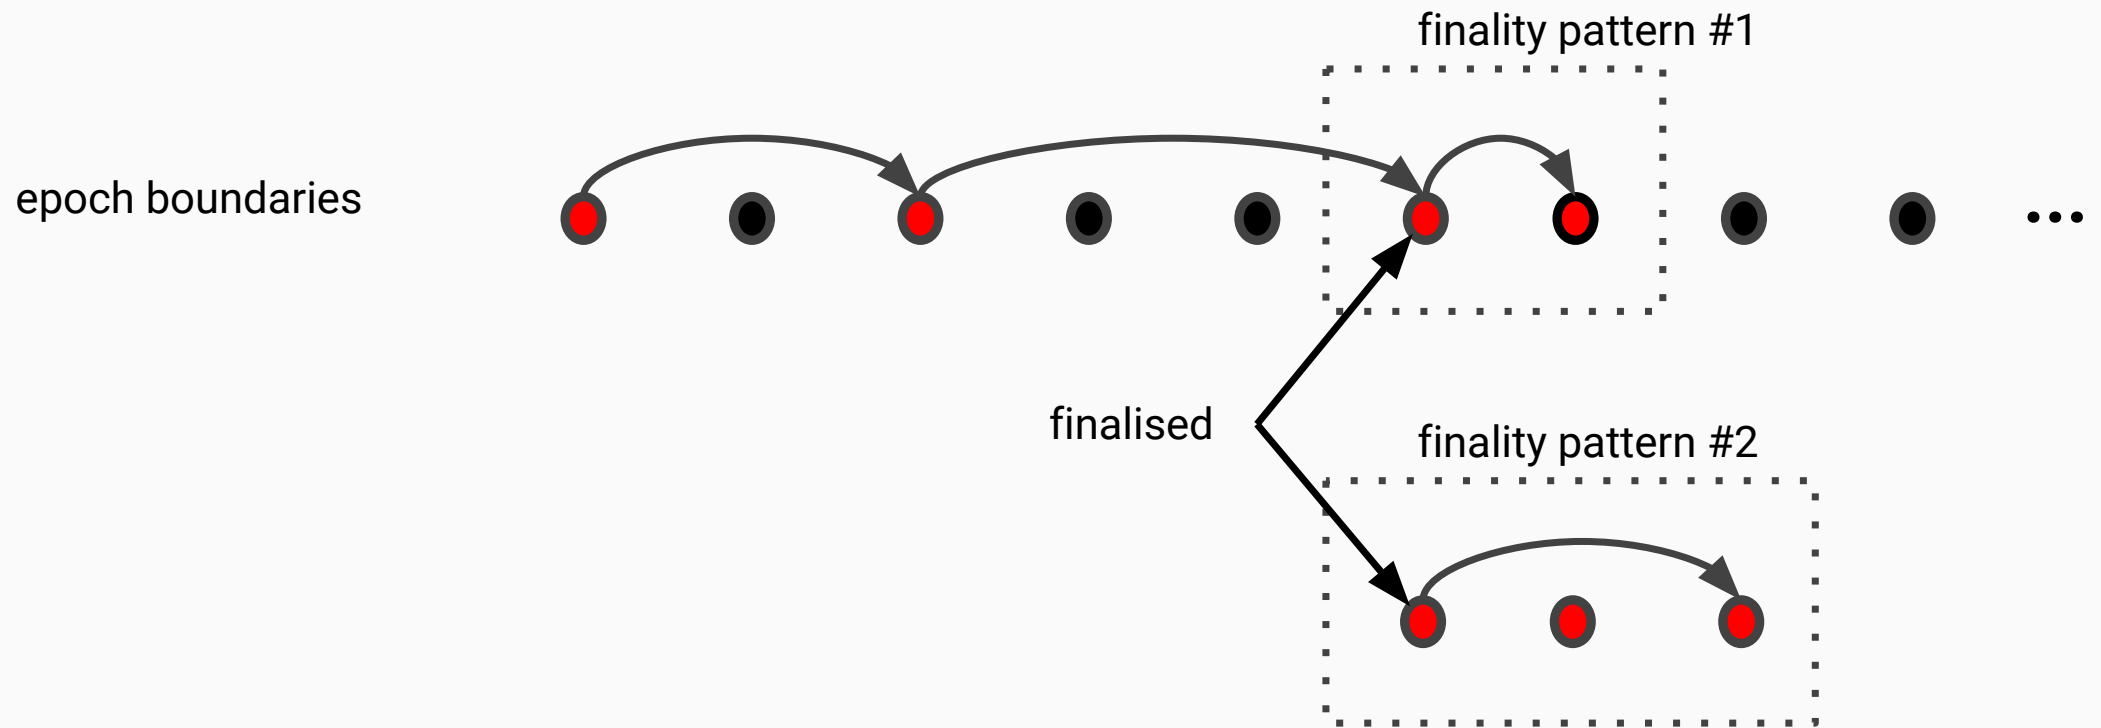 finality pattern #1
epoch boundaries
...
finalised
finality pattern #2